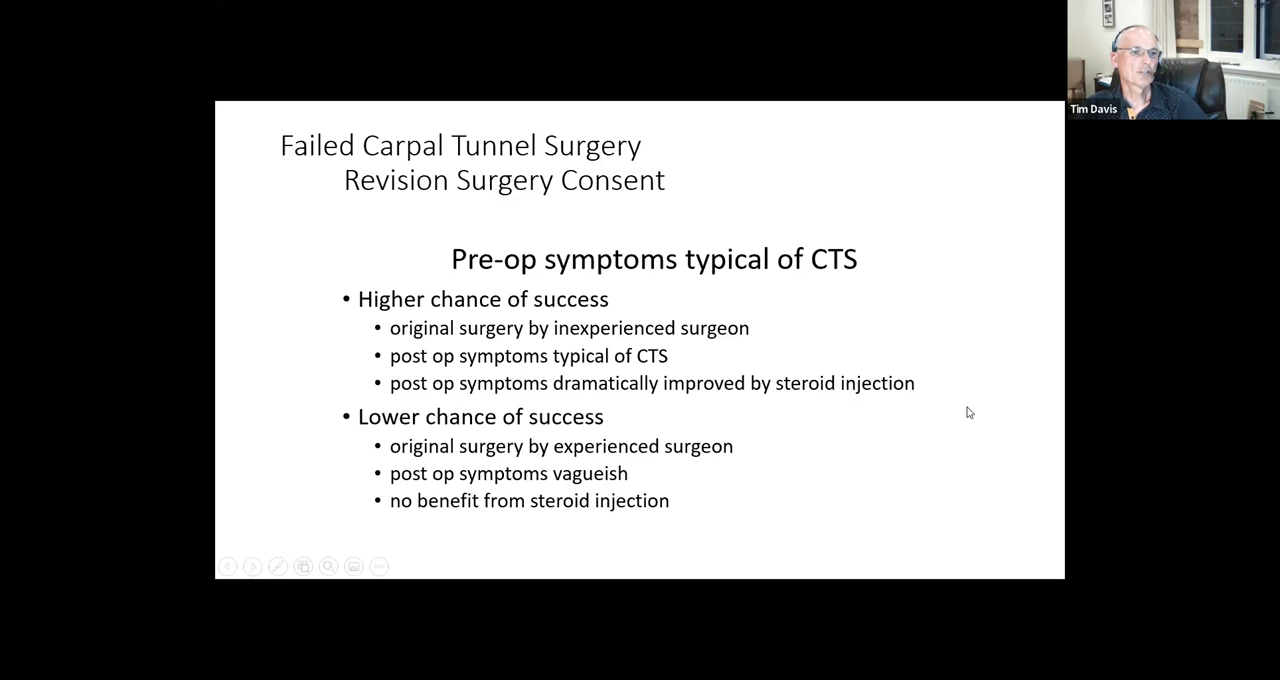 Tim Davis
Failed Carpal Tunnel Surgery
Revision Surgery Consent
Pre-op symptoms typical of CTS
• Higher chance of success
• original surgery by inexperienced surgeon
• post op symptoms typical of CTS
• post op symptoms dramatically improved by steroid injection
• Lower chance of success
• original surgery by experienced surgeon
• post op symptoms vagueish
• no benefit from steroid injection